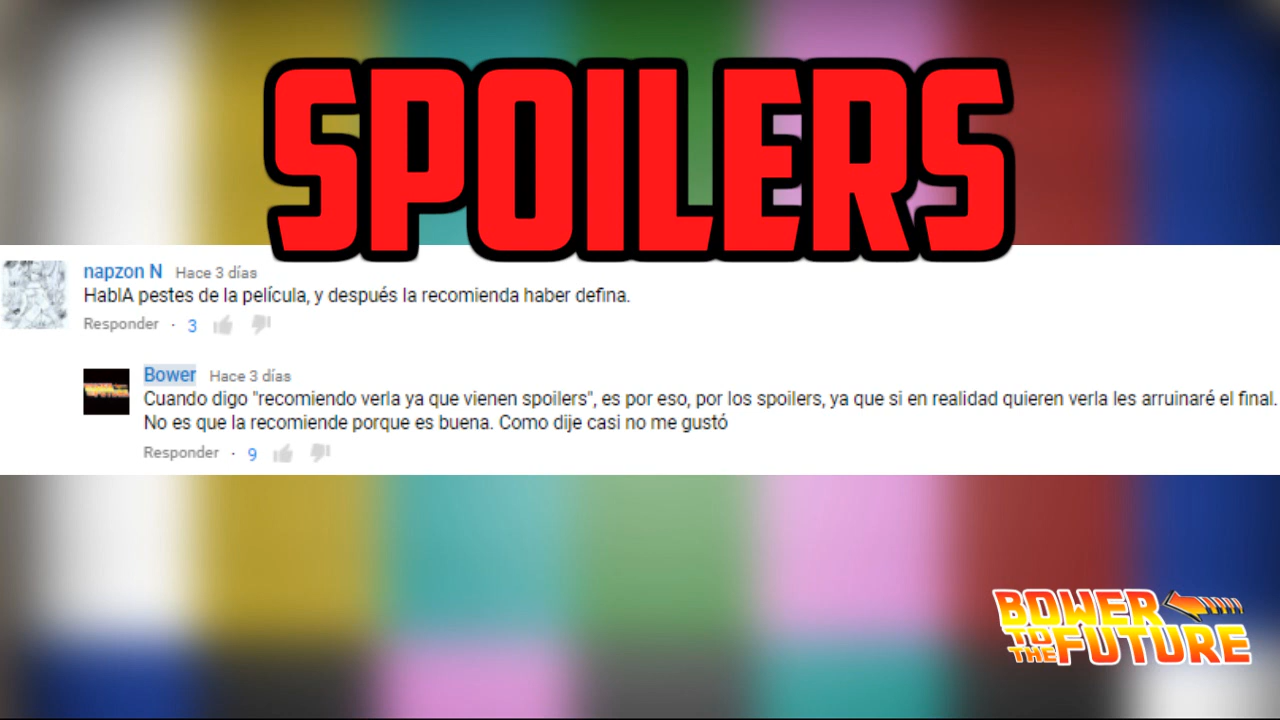 SPOILERS
napzon N Hace 3 días
HablA pestes de la película, y después la recomienda haber defina.
Responder · 3
Bower Hace 3 días
Cuando digo "recomiendo verla ya que vienen spoilers", es por eso, por los spoilers, ya que si en realidad quieren verla les arruinaré el final.
No es que la recomiende porque es buena. Como dije casi no me gustó
Responder · 9
BOWER
TO THE FUTURE